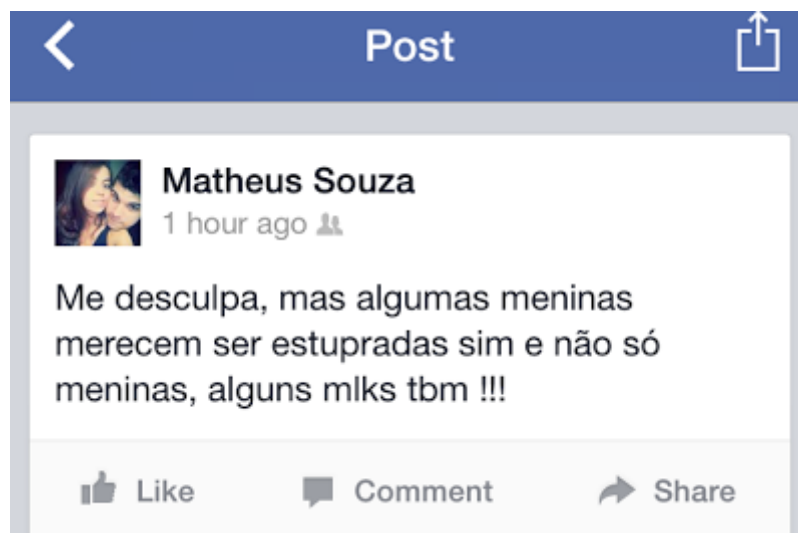 Post
Matheus Souza
1 hour ago
Me desculpa, mas algumas meninas
merecem ser estupradas sim e não só
meninas, alguns mlks tbm !!!
Like Comment Share